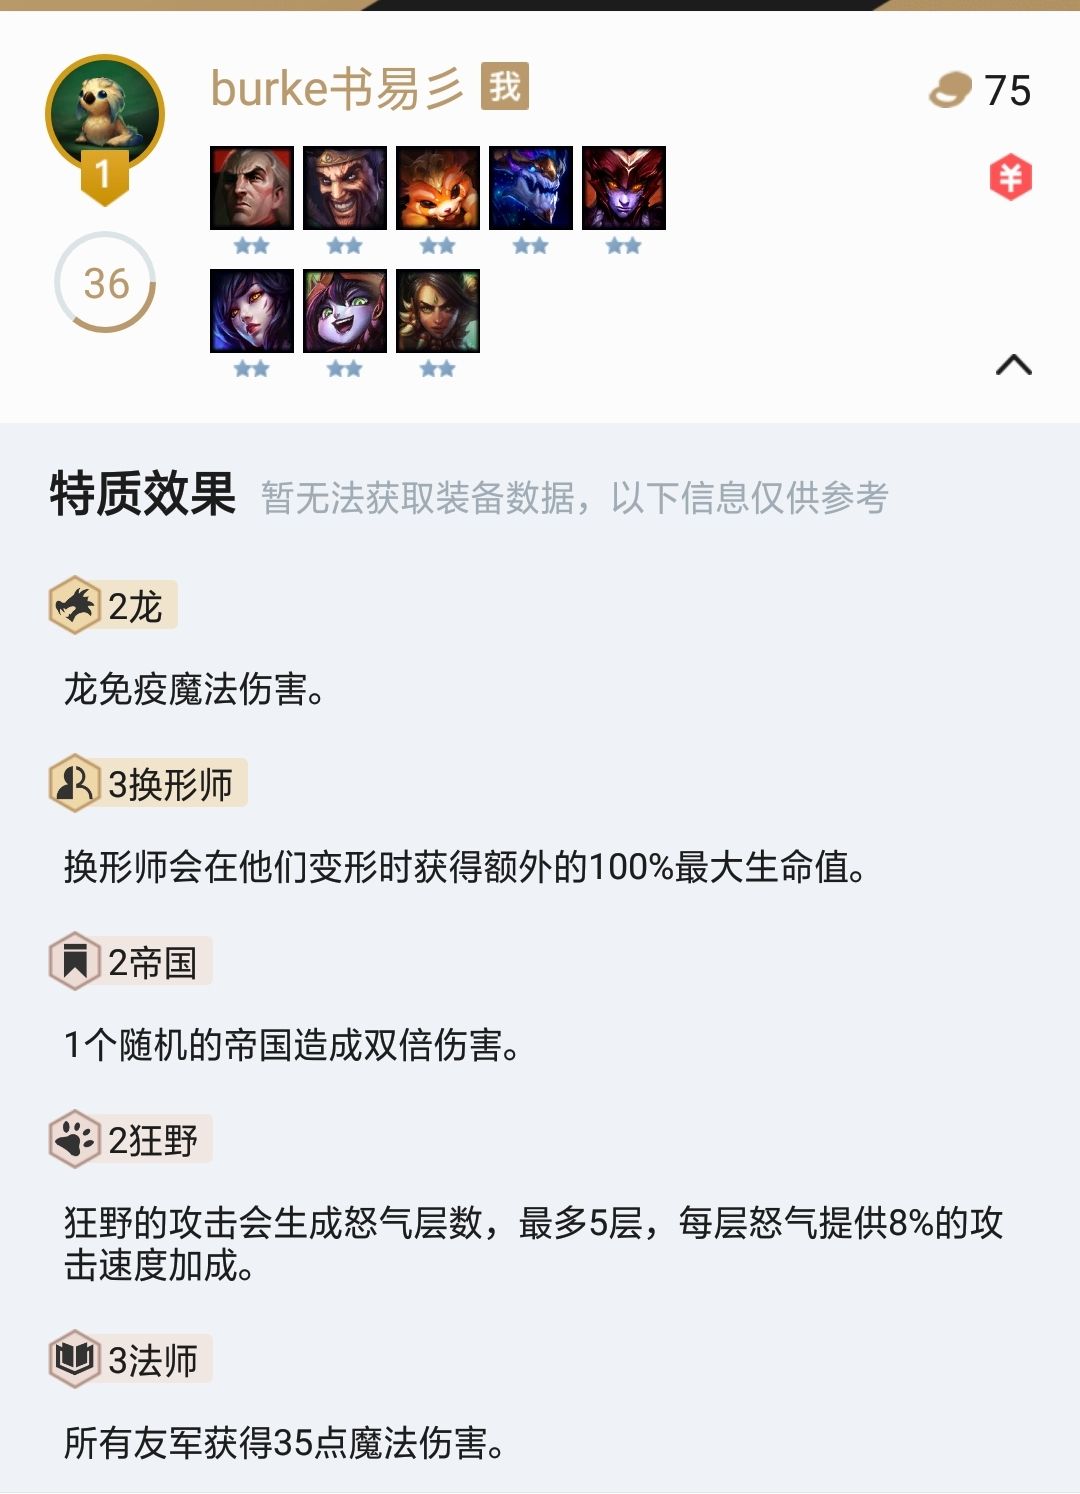 burke书易彡 我
75
1
36
特质效果 暂无法获取装备数据，以下信息仅供参考
2龙
龙免疫魔法伤害。
3换形师
换形师会在他们变形时获得额外的100%最大生命值。
2帝国
1个随机的帝国造成双倍伤害。
2狂野
狂野的攻击会生成怒气层数，最多5层，每层怒气提供8%的攻
击速度加成。
3法师
所有友军获得35点魔法伤害。